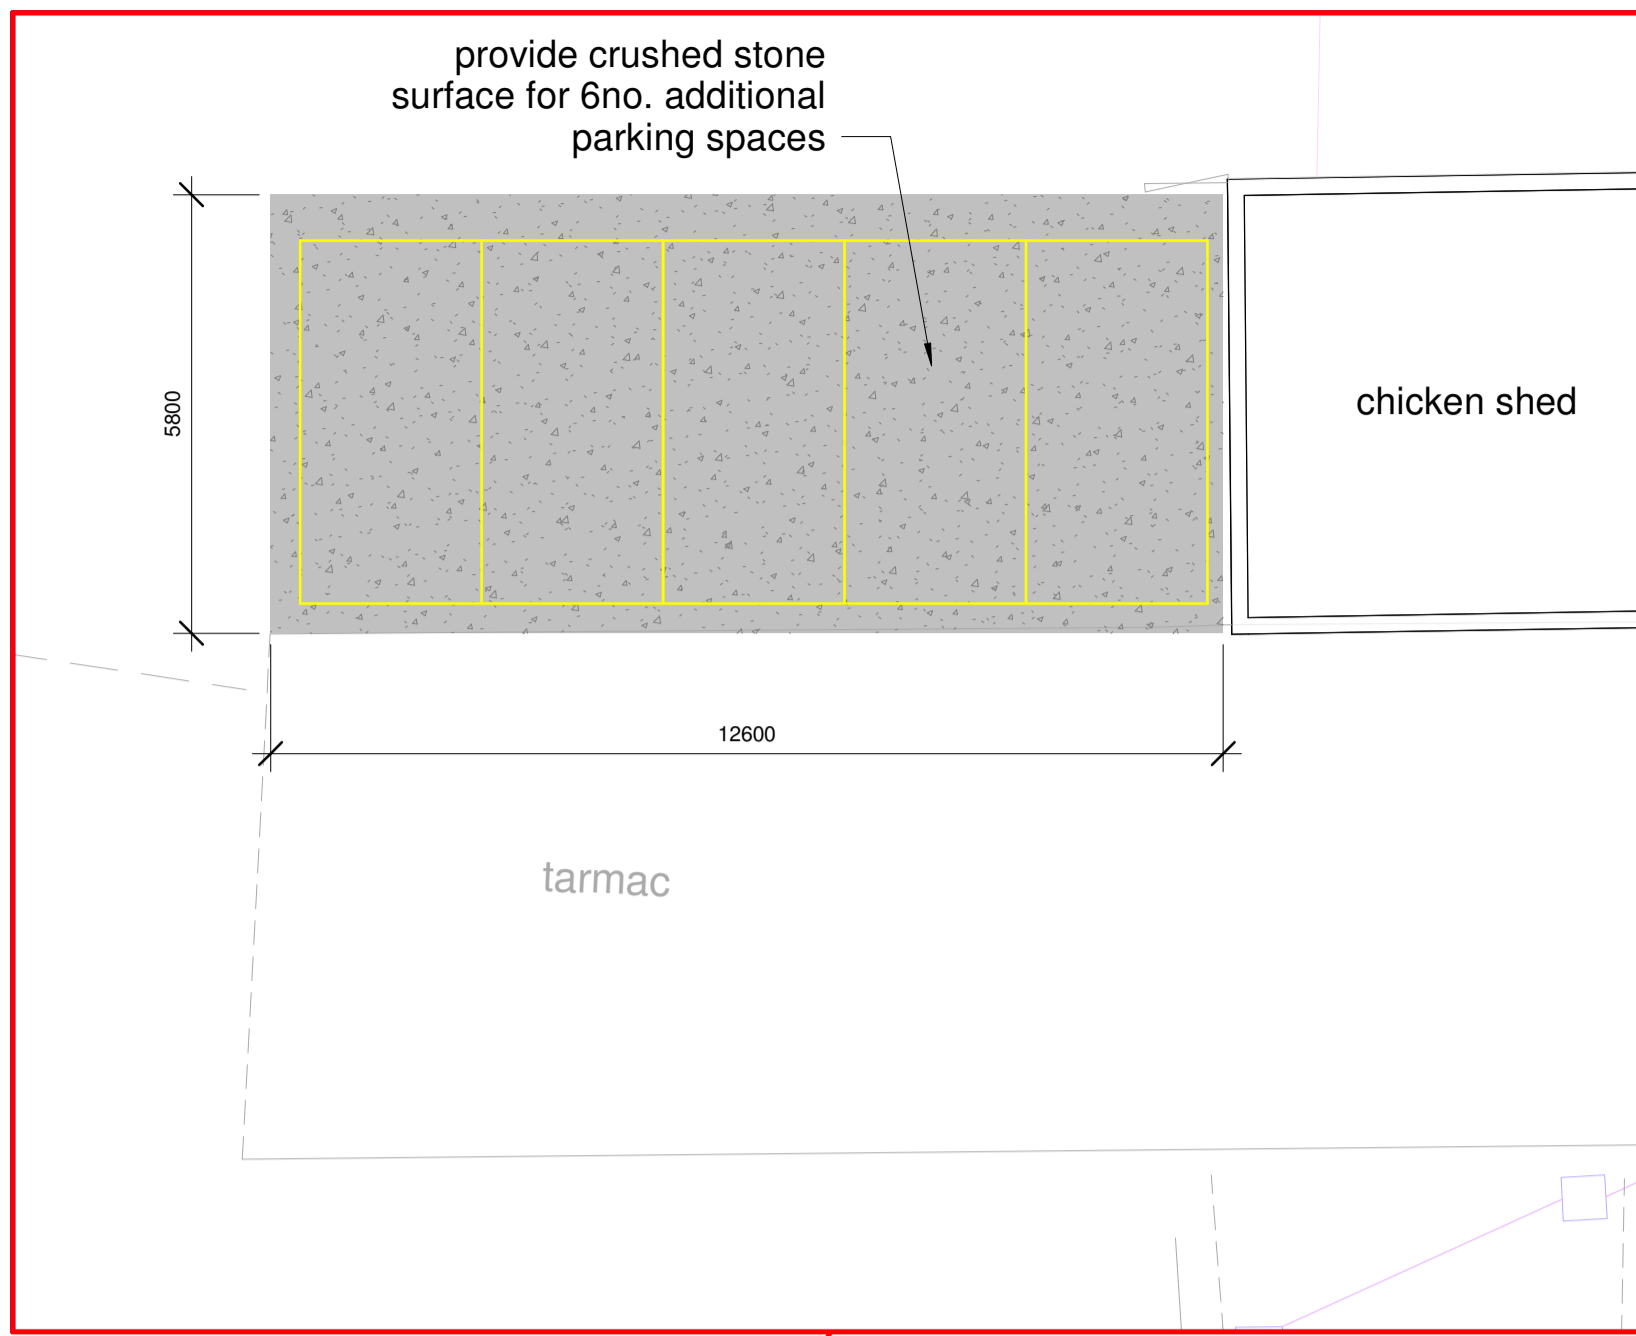 provide crushed stone
surface for 6no. additional
parking spaces
chicken shed
5800
12600
tarmac